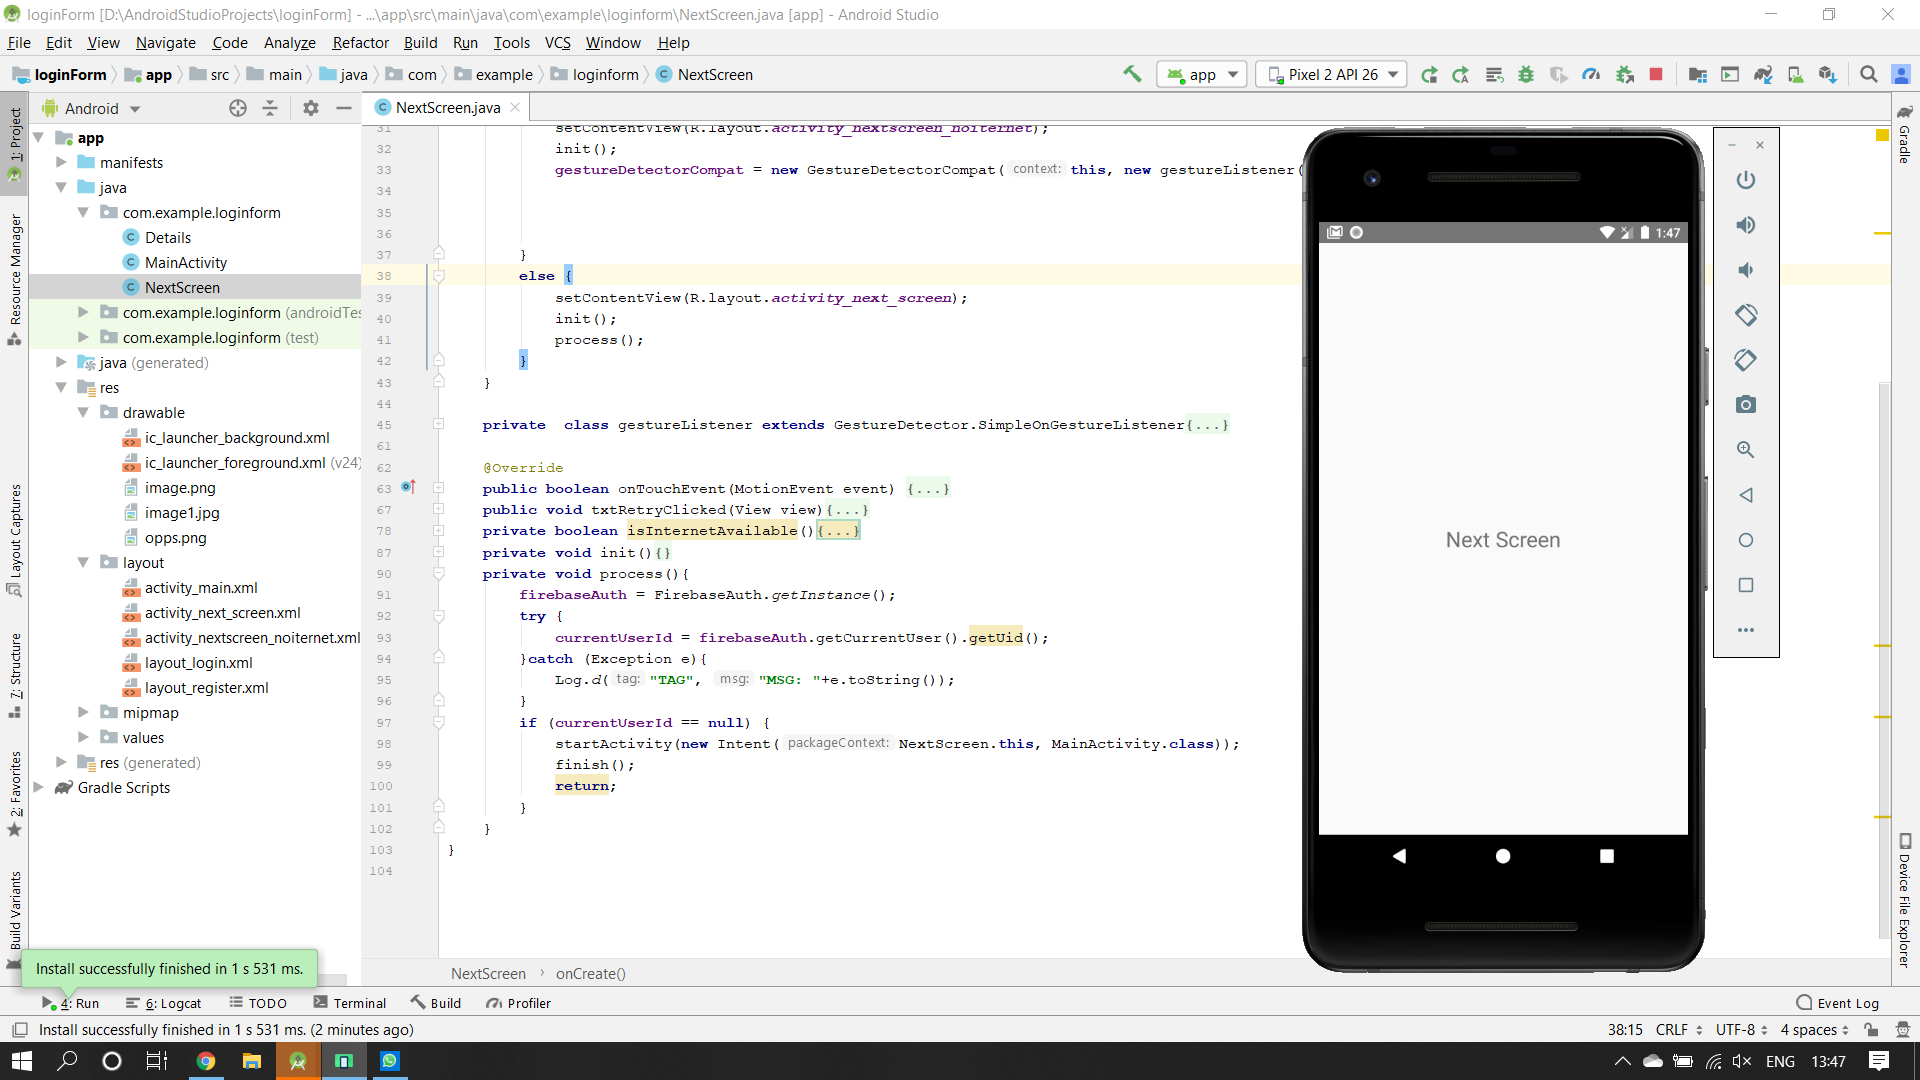 loginForm [D:\AndroidStudioProjects\loginForm] - ...\app\src\main\java\com\example\loginform\NextScreen.java [app] - Android Studio
File Edit View Navigate Code Analyze Refactor Build Run Tools VCS Window Help
loginForm app src main java com example loginform NextScreen
app Pixel 2 API 26
Android
NextScreen.java
1: Project
Resource Manager
Layout Captures
7: Structure
2: Favorites
Build Variants
app
manifests
java
com.example.loginform
Details
MainActivity
NextScreen
com.example.loginform (androidTes
com.example.loginform (test)
java (generated)
res
drawable
ic_launcher_background.xml
ic_launcher_foreground.xml (v24)
image.png
image1.jpg
opps.png
layout
activity_main.xml
activity_next_screen.xml
activity_nextscreen_noiternet.xml
layout_login.xml
layout_register.xml
mipmap
values
res (generated)
Gradle Scripts
31 setContentView(R.layout.activity_nextscreen_noiternet);
32 init();
33 gestureDetectorCompat = new GestureDetectorCompat( context: this, new gestureListener(
34
35
36
37 }
38 else {
39 setContentView(R.layout.activity_next_screen);
40 init();
41 process();
42 }
43 }
44
45 private class gestureListener extends GestureDetector.SimpleOnGestureListener{...}
61
62 @Override
63 public boolean onTouchEvent(MotionEvent event) {...}
67 public void txtRetryClicked(View view){...}
78 private boolean isInternetAvailable(){...}
87 private void init(){}
90 private void process(){
91 firebaseAuth = FirebaseAuth.getInstance();
92 try {
93 currentUserId = firebaseAuth.getCurrentUser().getUid();
94 }catch (Exception e){
95 Log.d( tag: "TAG", msg: "MSG: "+e.toString());
96 }
97 if (currentUserId == null) {
98 startActivity(new Intent( packageContext: NextScreen.this, MainActivity.class));
99 finish();
100 return;
101 }
102 }
103 }
104
1:47
Next Screen
Gradle
Device File Explorer
NextScreen › onCreate()
Install successfully finished in 1 s 531 ms.
4: Run 6: Logcat TODO Terminal Build Profiler Event Log
Install successfully finished in 1 s 531 ms. (2 minutes ago) 38:15 CRLF UTF-8 4 spaces
ENG 13:47